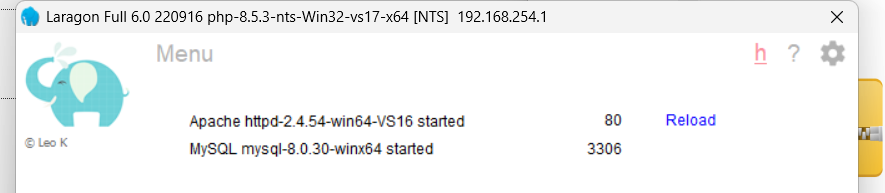 Laragon Full 6.0 220916 php-8.5.3-nts-Win32-vs17-x64 [NTS] 192.168.254.1
Menu h ?
Apache httpd-2.4.54-win64-VS16 started 80 Reload
© Leo K
MySQL mysql-8.0.30-winx64 started 3306